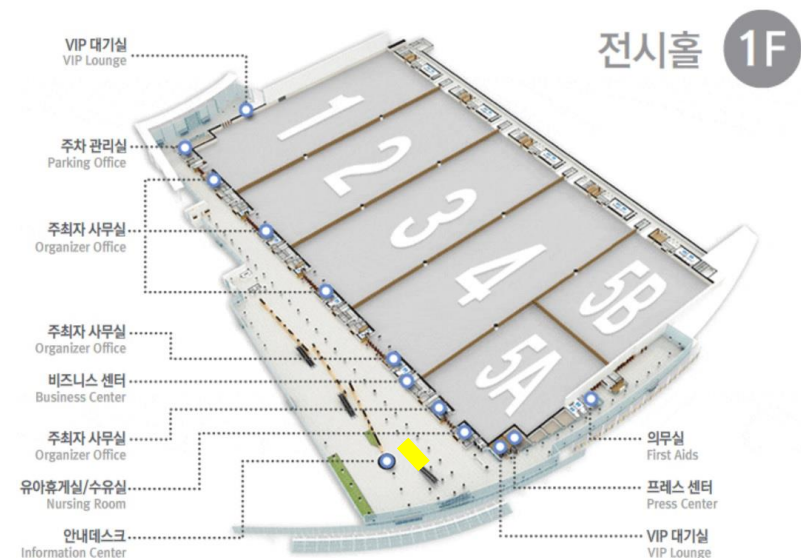 전시홀 1F
VIP 대기실
VIP Lounge
주차 관리실
Parking Office
주최자 사무실
Organizer Office
주최자 사무실
Organizer Office
비즈니스 센터
Business Center
주최자 사무실
Organizer Office
유아휴게실/수유실
Nursing Room
안내데스크
Information Center
1
2
3
4
5A
5B
의무실
First Aids
프레스 센터
Press Center
VIP 대기실
VIP Lounge